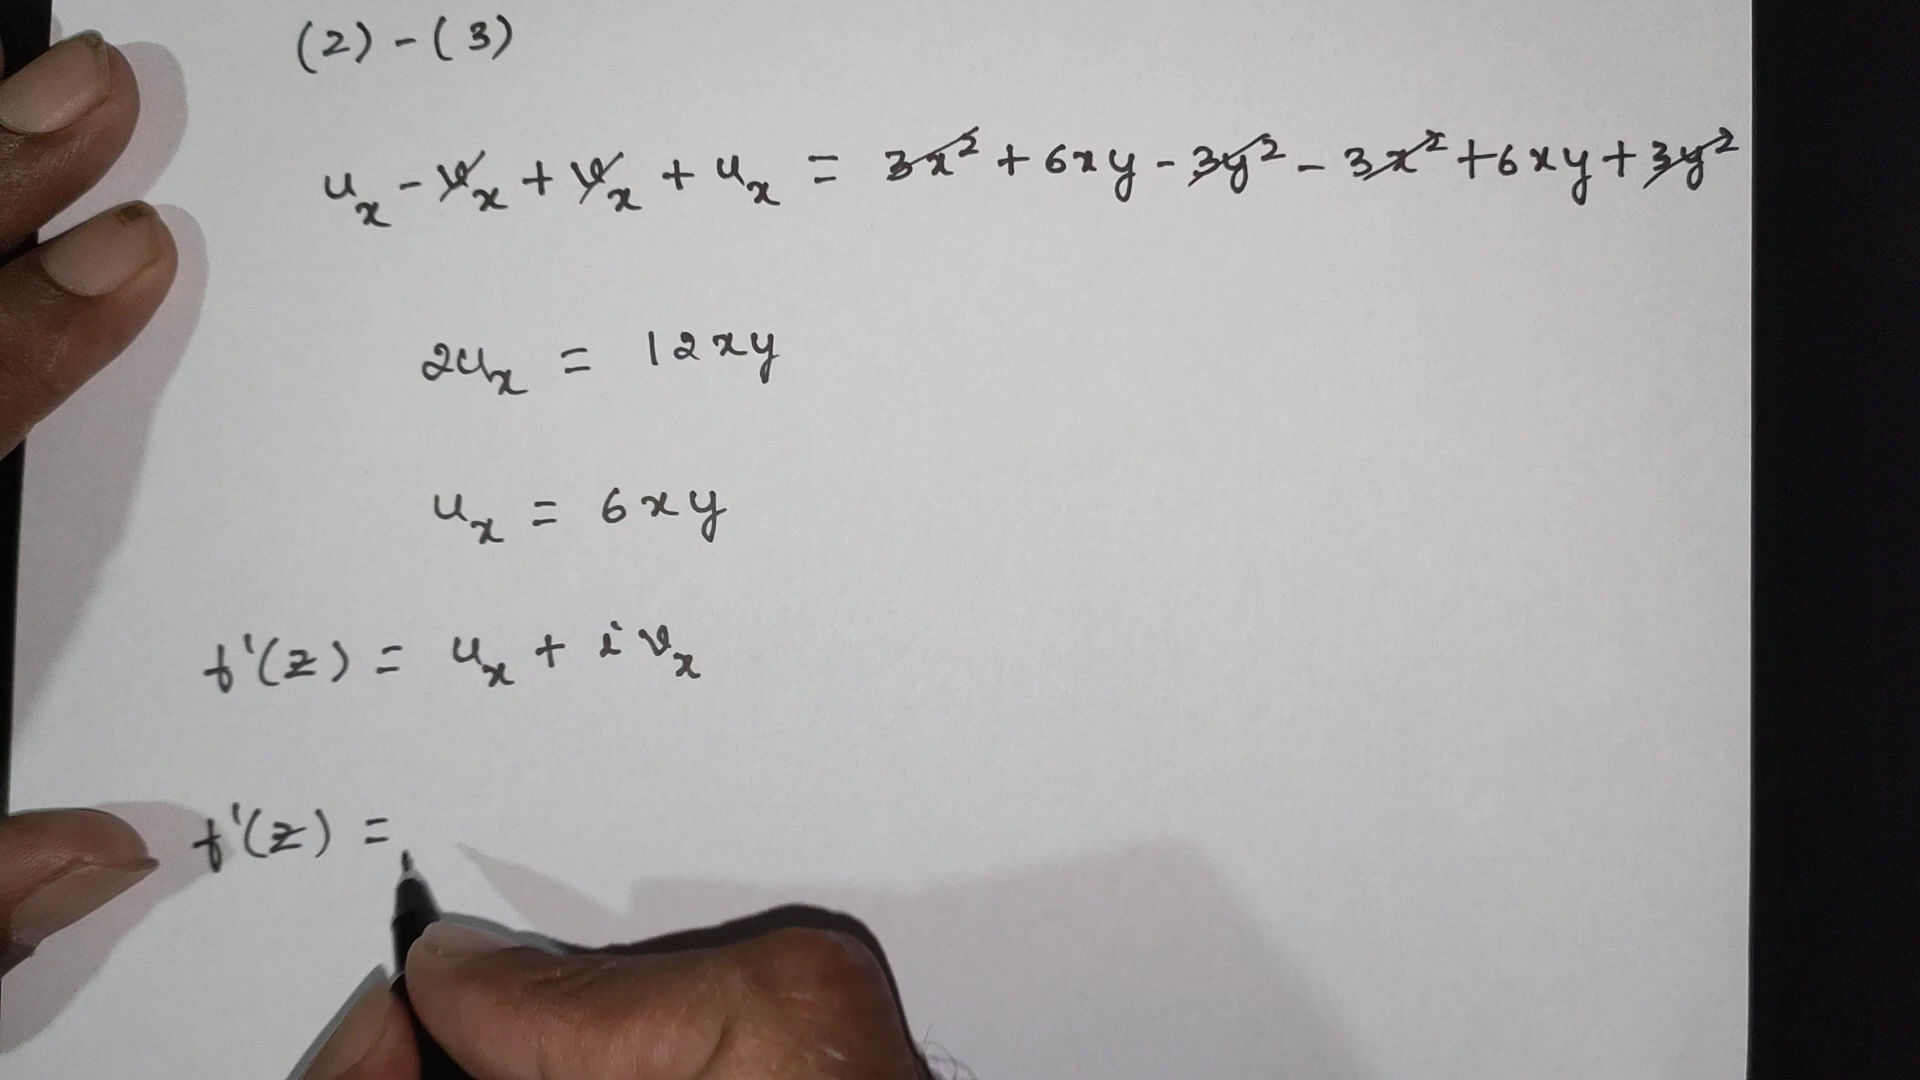 (2) - (3)
u_x - v_x + v_x + u_x = 3x² + 6xy - 3y² - 3x² + 6xy + 3y²
2u_x = 12xy
u_x = 6xy
f'(z) = u_x + i v_x
f'(z) =